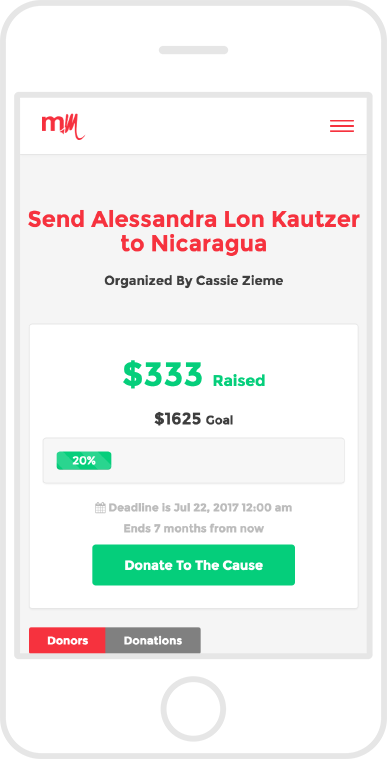 mM
Send Alessandra Lon Kautzer
to Nicaragua
Organized By Cassie Zieme
$333 Raised
$1625 Goal
20%
Deadline is Jul 22, 2017 12:00 am
Ends 7 months from now
Donate To The Cause
Donors Donations